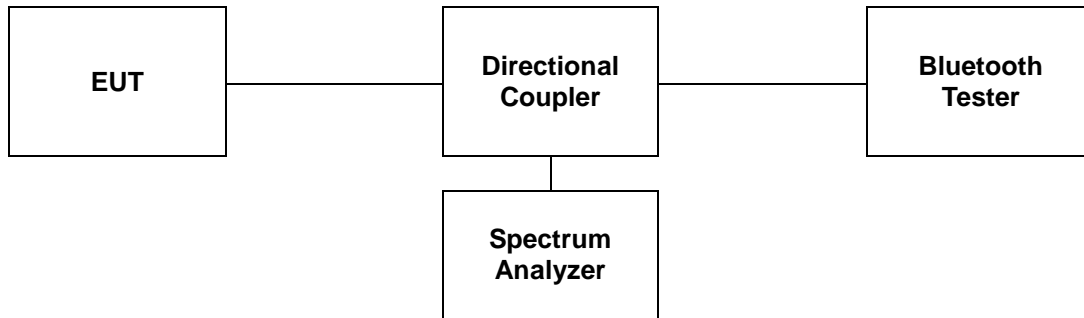 EUT
Directional
Coupler
Bluetooth
Tester
Spectrum
Analyzer